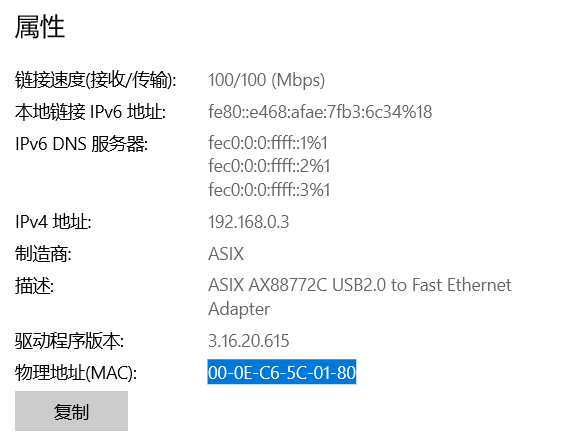 属性
链接速度(接收/传输): 100/100 (Mbps)
本地链接 IPv6 地址: fe80::e468:afae:7fb3:6c34%18
IPv6 DNS 服务器: fec0:0:0:ffff::1%1
fec0:0:0:ffff::2%1
fec0:0:0:ffff::3%1
IPv4 地址: 192.168.0.3
制造商: ASIX
描述: ASIX AX88772C USB2.0 to Fast Ethernet
Adapter
驱动程序版本: 3.16.20.615
物理地址(MAC): 00-0E-C6-5C-01-80
复制